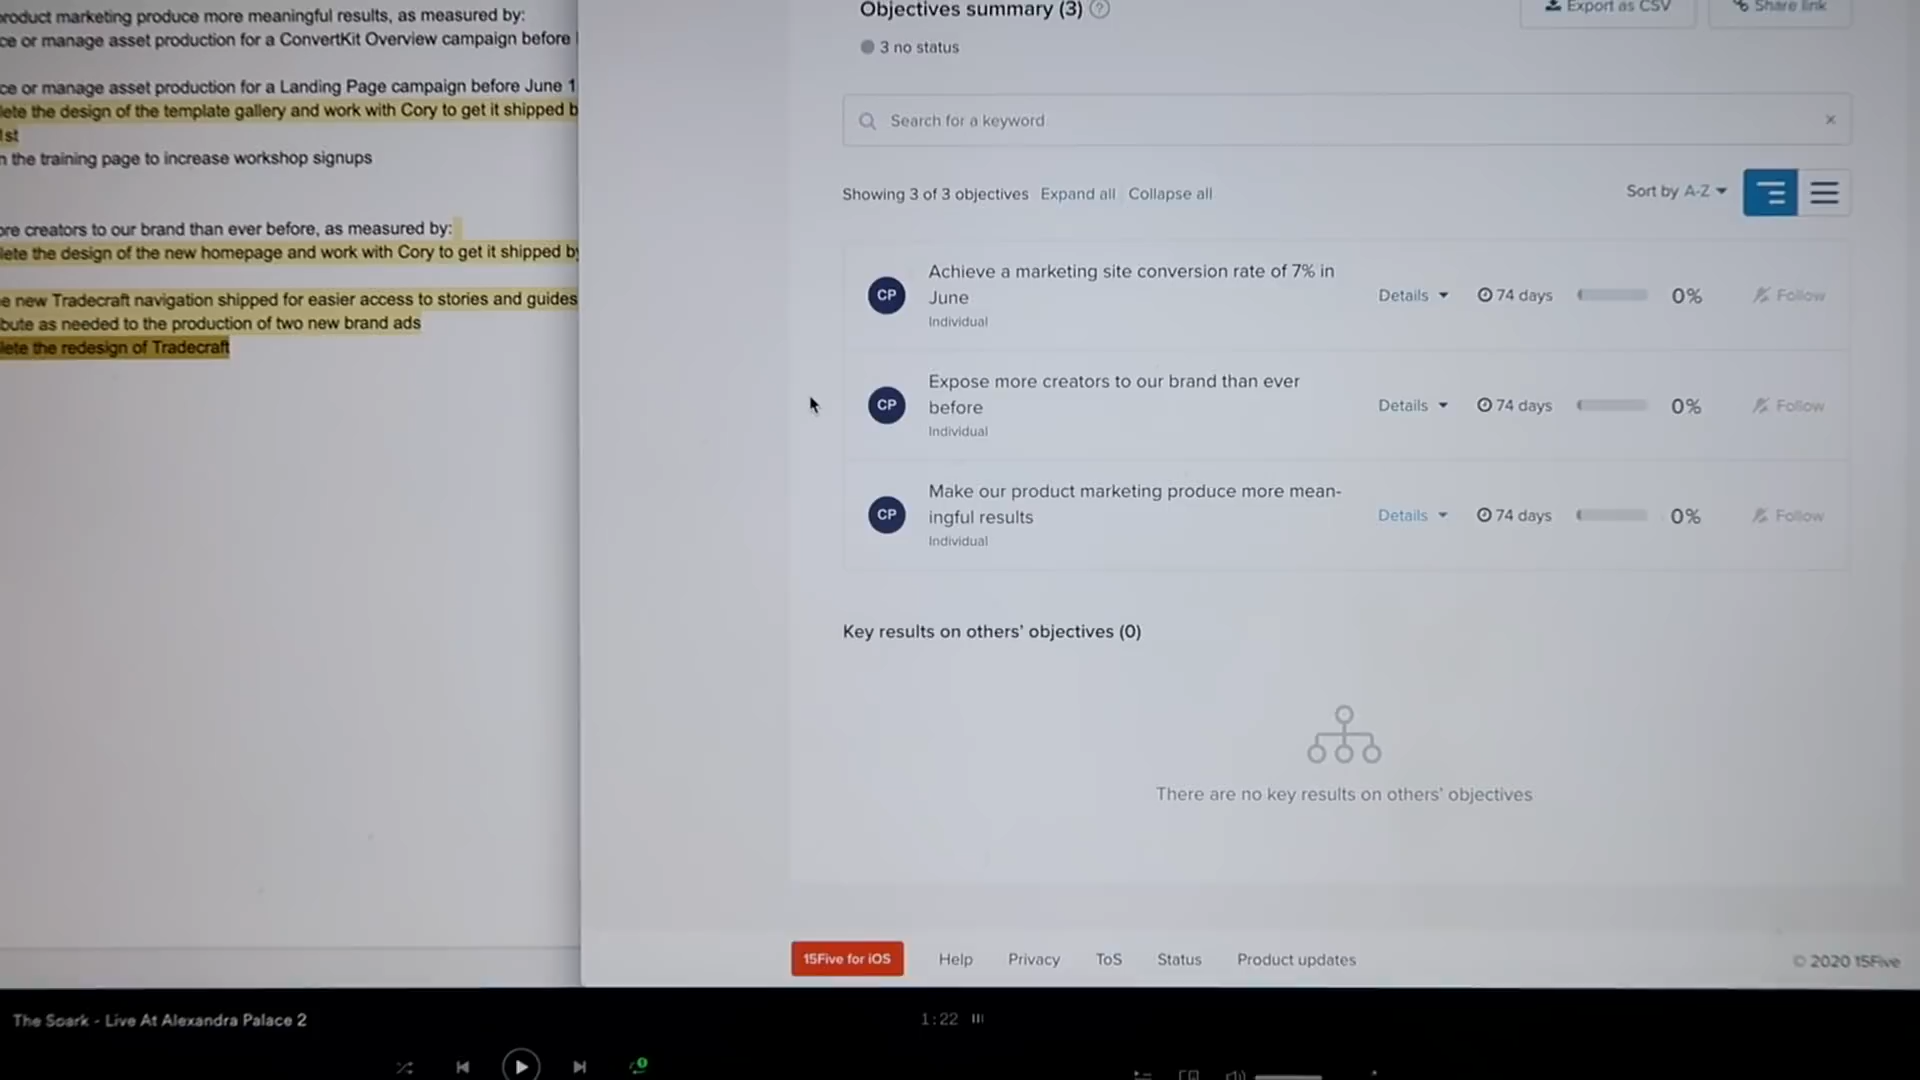 product marketing produce more meaningful results, as measured by:
ce or manage asset production for a ConvertKit Overview campaign before
ce or manage asset production for a Landing Page campaign before June 1
lete the design of the template gallery and work with Cory to get it shipped b
1st
n the training page to increase workshop signups
ore creators to our brand than ever before, as measured by:
lete the design of the new homepage and work with Cory to get it shipped by
e new Tradecraft navigation shipped for easier access to stories and guides
bute as needed to the production of two new brand ads
lete the redesign of Tradecraft
Objectives summary (3) ?
Export as CSV
Share link
3 no status
Search for a keyword ×
Showing 3 of 3 objectives Expand all Collapse all
Sort by A-Z
CP
Achieve a marketing site conversion rate of 7% in
June
Individual
Details 74 days 0% Follow
CP
Expose more creators to our brand than ever
before
Individual
Details 74 days 0% Follow
CP
Make our product marketing produce more mean-
ingful results
Individual
Details 74 days 0% Follow
Key results on others' objectives (0)
There are no key results on others' objectives
15Five for iOS Help Privacy ToS Status Product updates
© 2020 15Five
The Spark - Live At Alexandra Palace 2
1:22